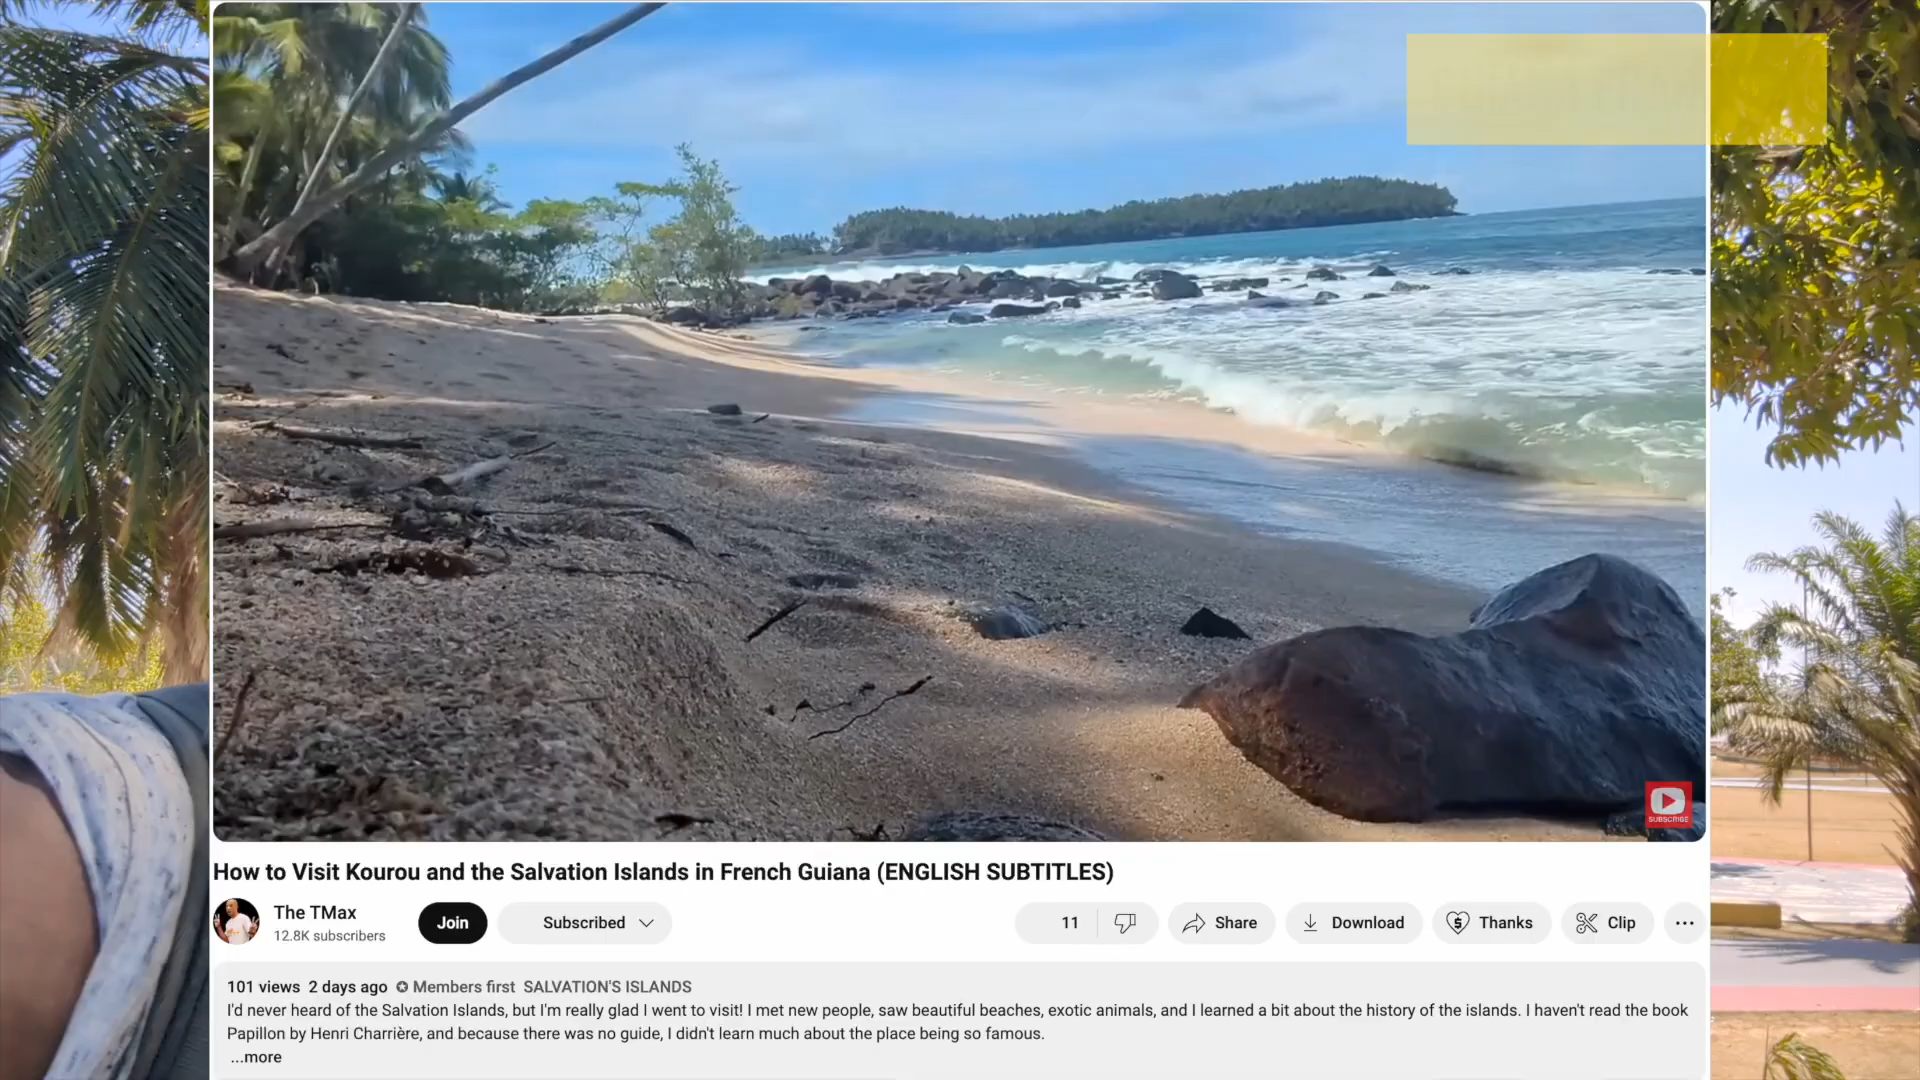 SUBSCRIBE
How to Visit Kourou and the Salvation Islands in French Guiana (ENGLISH SUBTITLES)
The TMax
12.8K subscribers
Join
Subscribed
11
Share
Download
Thanks
Clip
101 views 2 days ago Members first SALVATION'S ISLANDS
I'd never heard of the Salvation Islands, but I'm really glad I went to visit! I met new people, saw beautiful beaches, exotic animals, and I learned a bit about the history of the islands. I haven't read the book
Papillon by Henri Charrière, and because there was no guide, I didn't learn much about the place being so famous.
...more